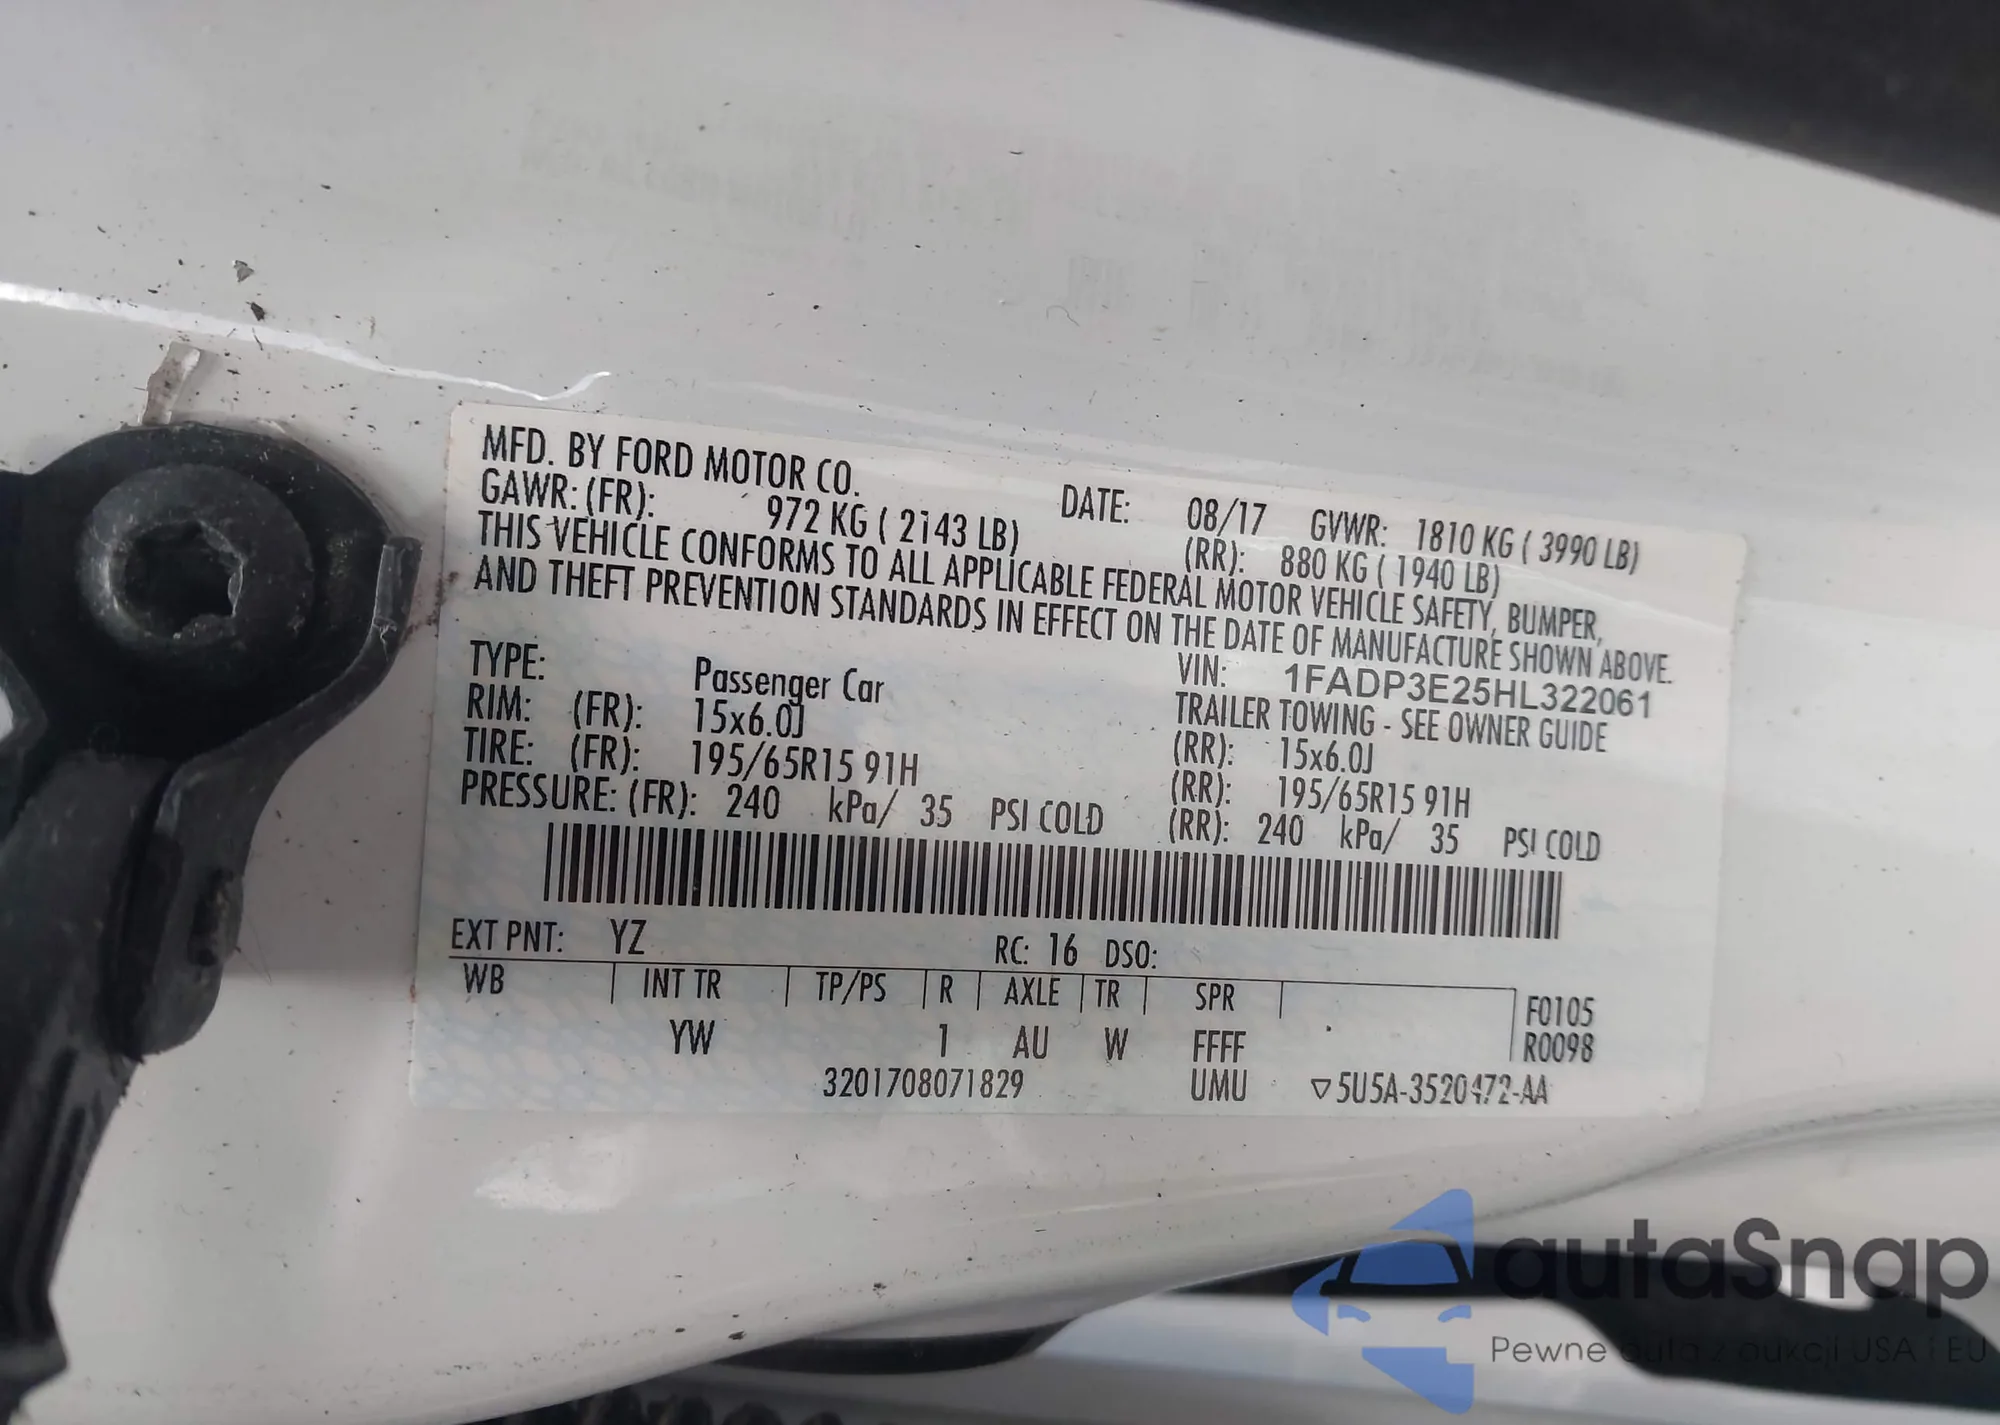 MFD. BY FORD MOTOR CO.
DATE: 08/17 GVWR: 1810 KG ( 3990 LB)
GAWR: (FR): 972 KG ( 2143 LB) (RR): 880 KG ( 1940 LB)
THIS VEHICLE CONFORMS TO ALL APPLICABLE FEDERAL MOTOR VEHICLE SAFETY, BUMPER,
AND THEFT PREVENTION STANDARDS IN EFFECT ON THE DATE OF MANUFACTURE SHOWN ABOVE.
VIN: 1FADP3E25HL322061
TYPE: Passenger Car TRAILER TOWING - SEE OWNER GUIDE
RIM: (FR): 15x6.0J (RR): 15x6.0J
TIRE: (FR): 195/65R15 91H (RR): 195/65R15 91H
PRESSURE: (FR): 240 kPa/ 35 PSI COLD (RR): 240 kPa/ 35 PSI COLD
EXT PNT: YZ RC: 16 DSO:
WB INT TR TP/PS R AXLE TR SPR F0105
YW 1 AU W FFFF R0098
3201708071829 UMU ▽5U5A-3520472-AA
autaSnap
Pewne auta z aukcji USA i EU